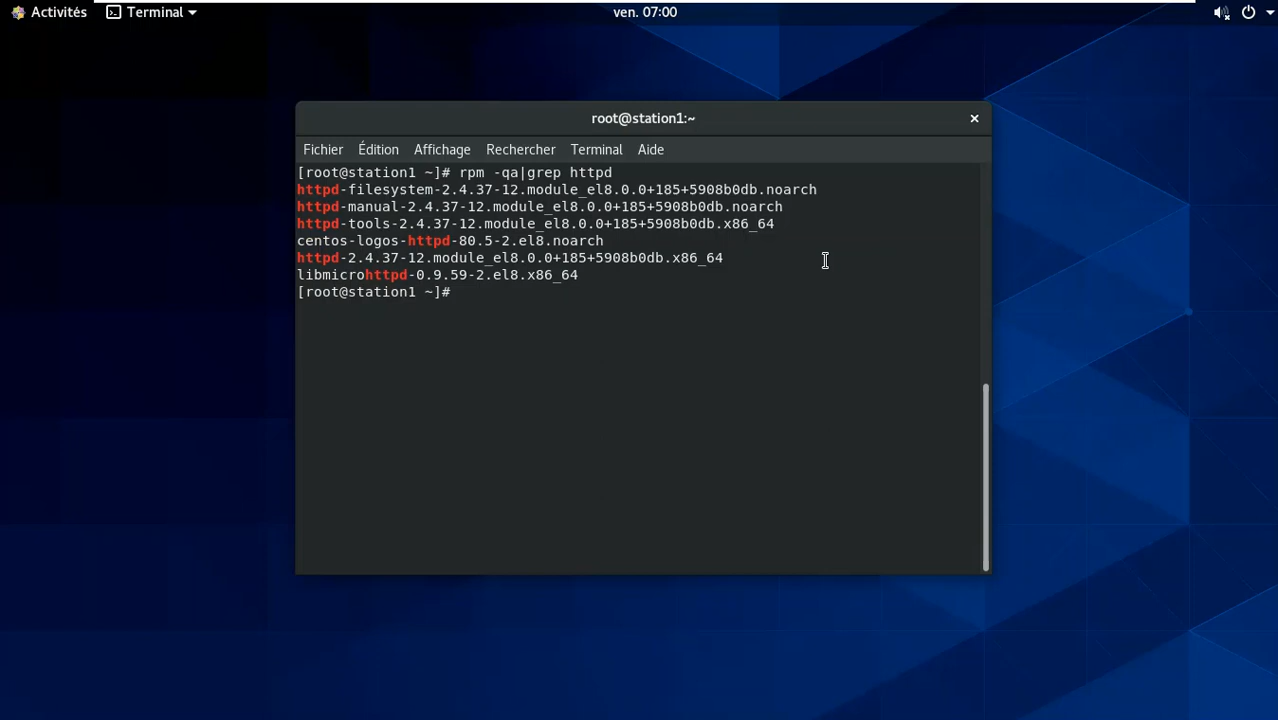 Activités
Terminal
ven. 07:00
root@station1:~
Fichier Édition Affichage Rechercher Terminal Aide
[root@station1 ~]# rpm -qa|grep httpd
httpd-filesystem-2.4.37-12.module_el8.0.0+185+5908b0db.noarch
httpd-manual-2.4.37-12.module_el8.0.0+185+5908b0db.noarch
httpd-tools-2.4.37-12.module_el8.0.0+185+5908b0db.x86_64
centos-logos-httpd-80.5-2.el8.noarch
httpd-2.4.37-12.module_el8.0.0+185+5908b0db.x86_64
libmicrohttpd-0.9.59-2.el8.x86_64
[root@station1 ~]#